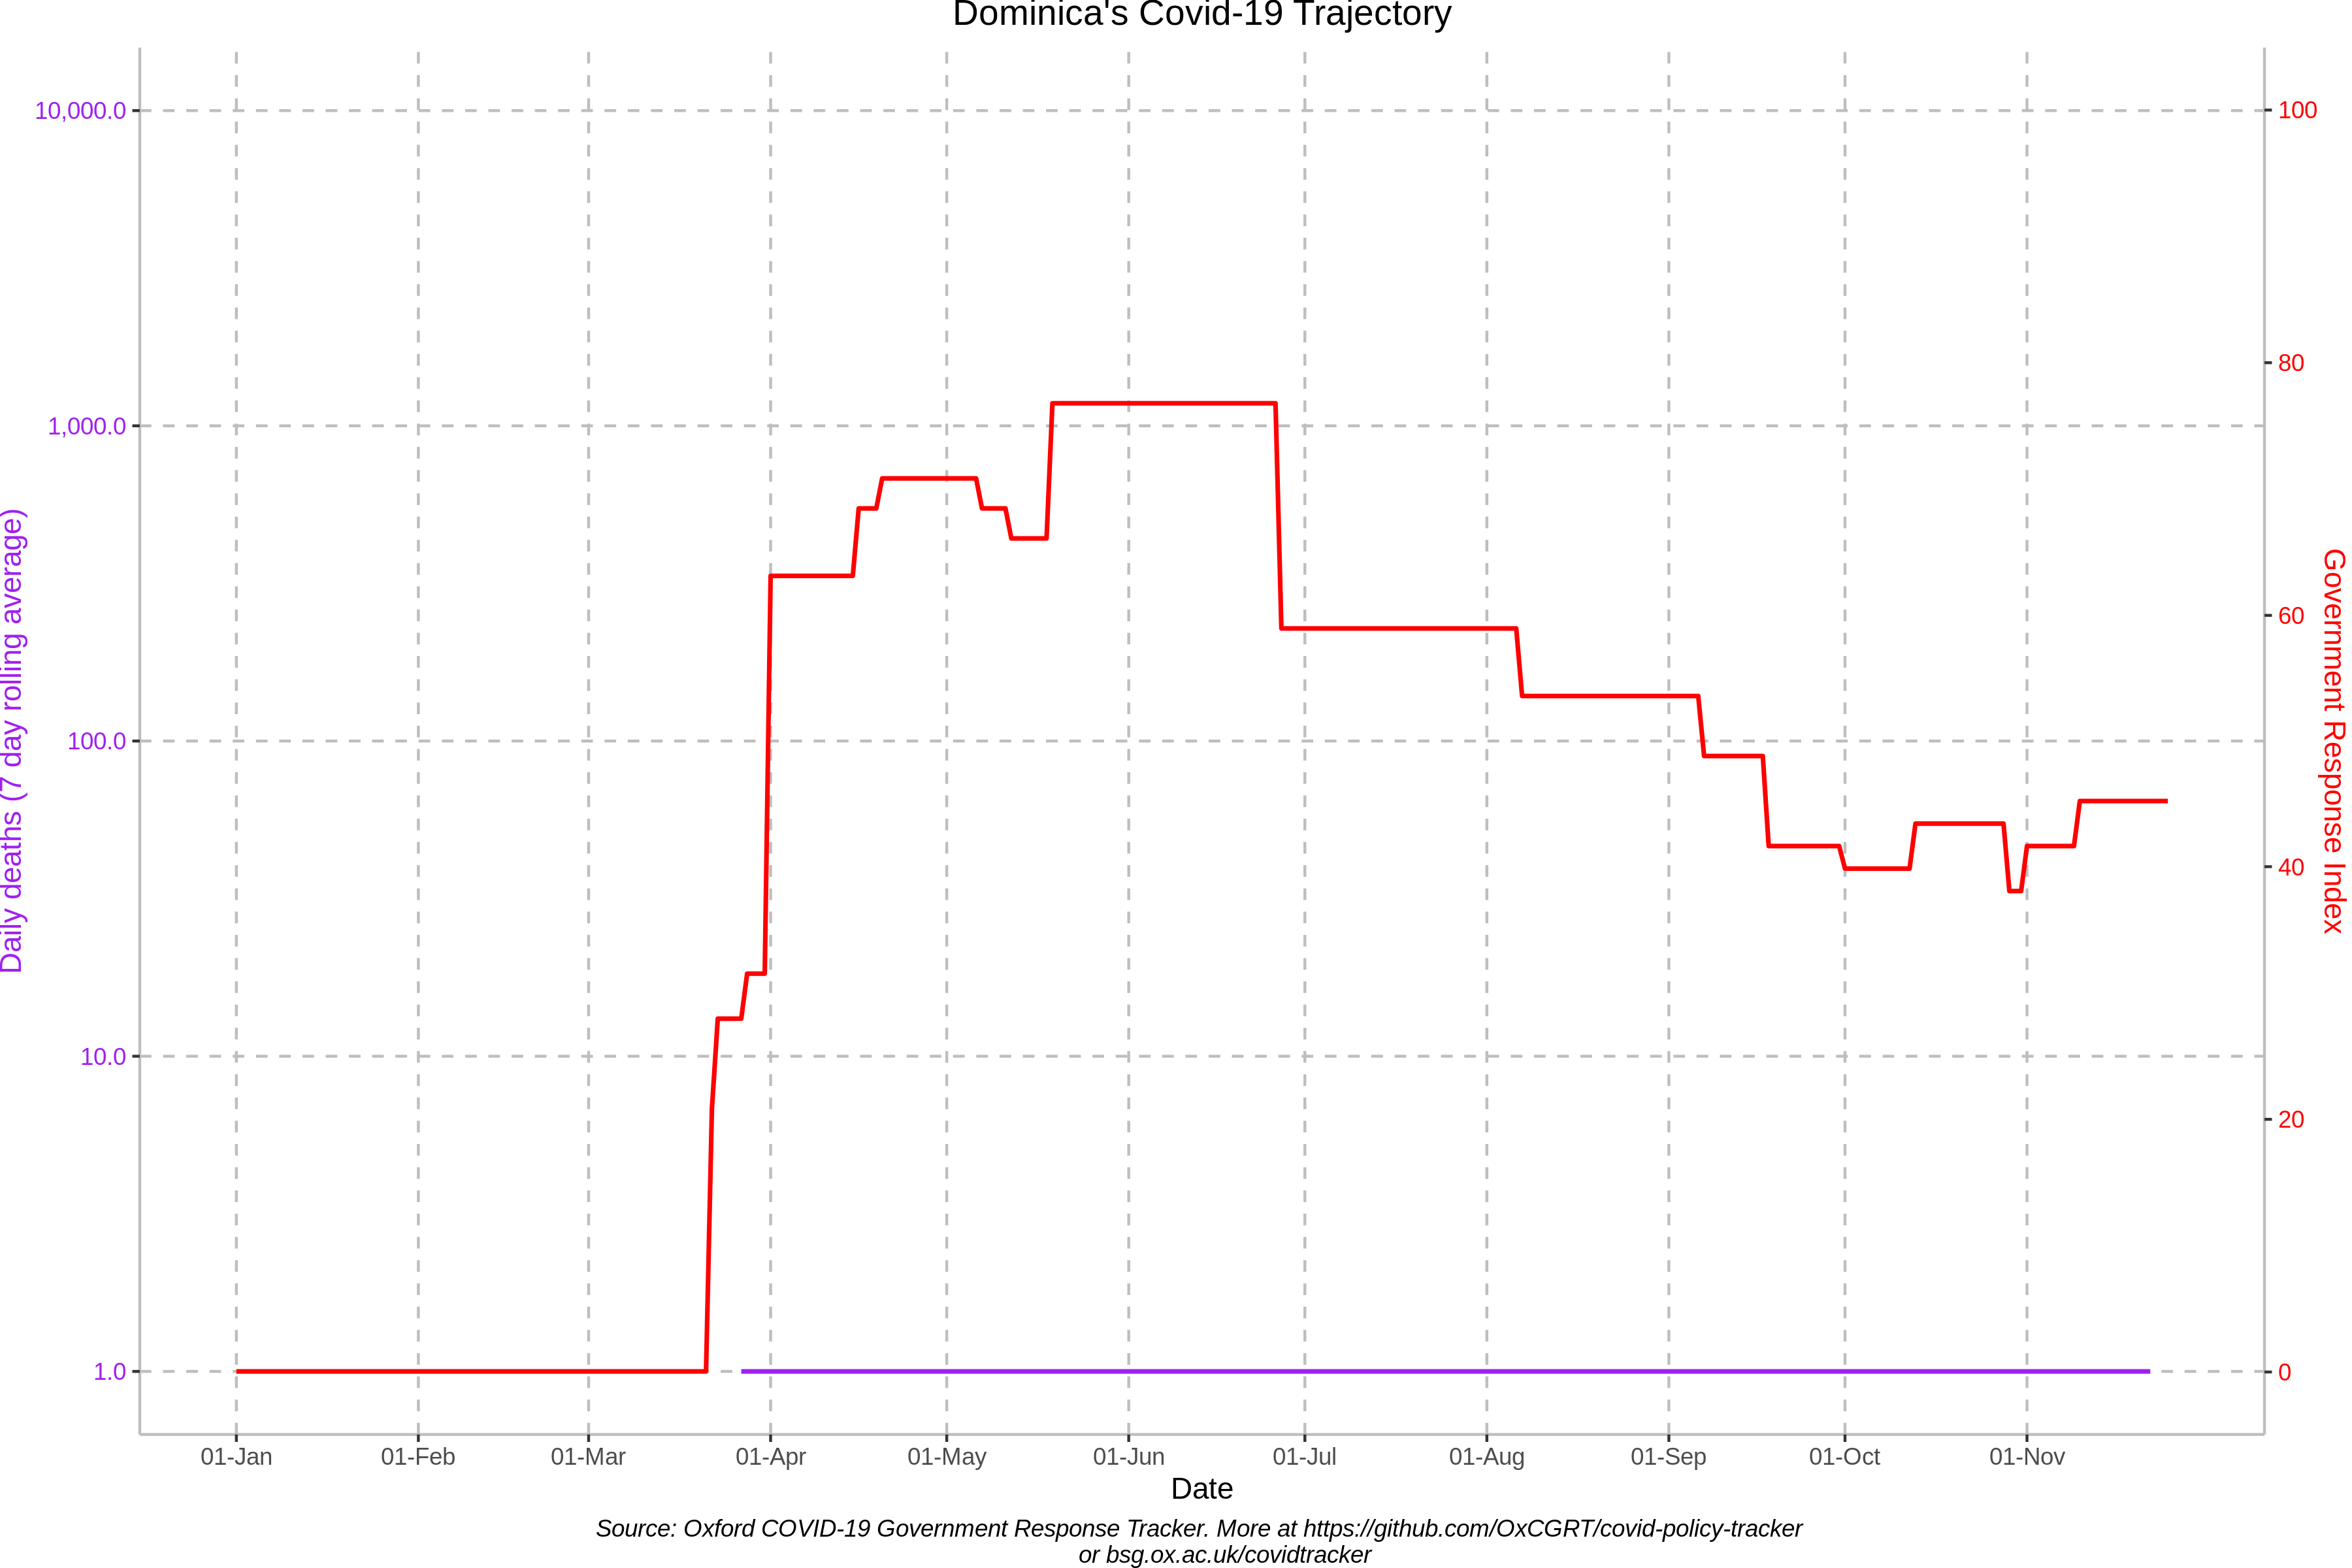 Dominica's Covid-19 Trajectory
10,000.0
1,000.0
100.0
10.0
1.0
Daily deaths (7 day rolling average)
100
80
60
40
20
0
Government Response Index
01-Jan 01-Feb 01-Mar 01-Apr 01-May 01-Jun 01-Jul 01-Aug 01-Sep 01-Oct 01-Nov
Date
Source: Oxford COVID-19 Government Response Tracker. More at https://github.com/OxCGRT/covid-policy-tracker
or bsg.ox.ac.uk/covidtracker